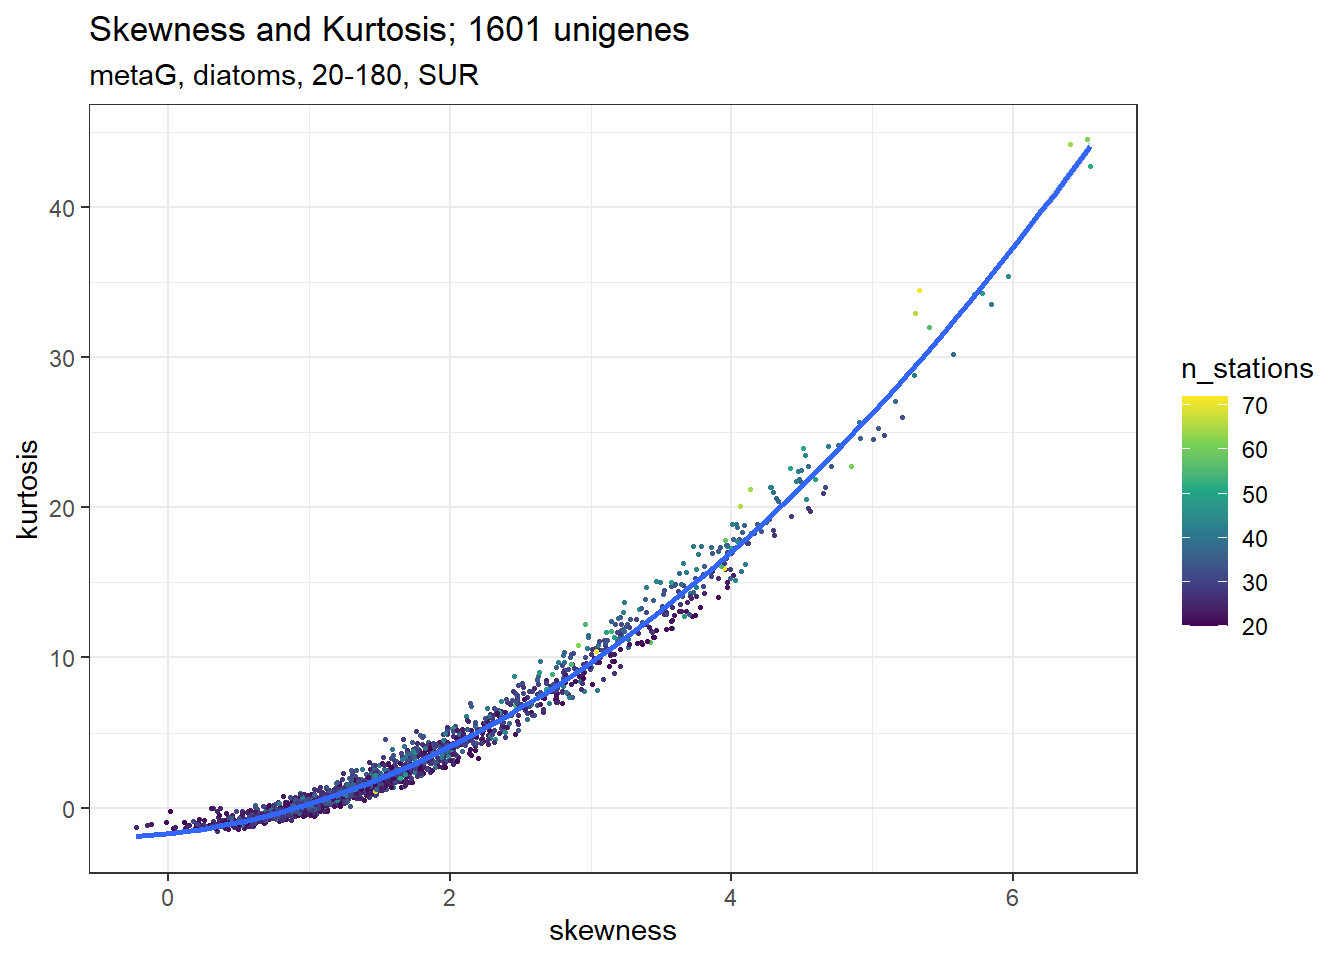 Skewness and Kurtosis; 1601 unigenes
metaG, diatoms, 20-180, SUR
kurtosis
40
30
20
10
0
0 2 4 6
skewness
n_stations
70
60
50
40
30
20